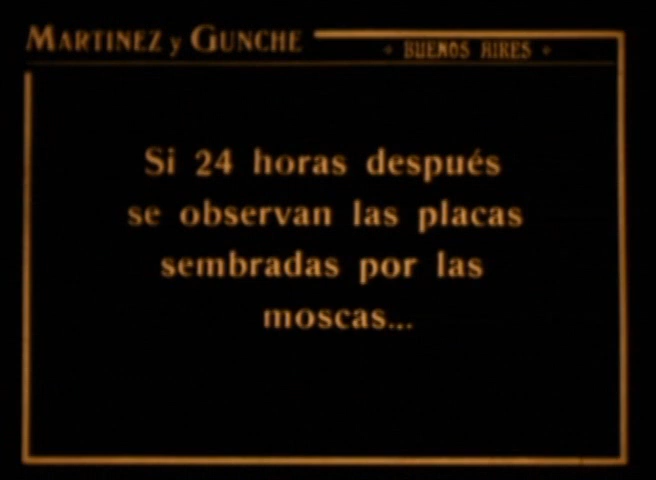 MARTINEZ y GUNCHE
BUENOS AIRES
Si 24 horas después
se observan las placas
sembradas por las
moscas...